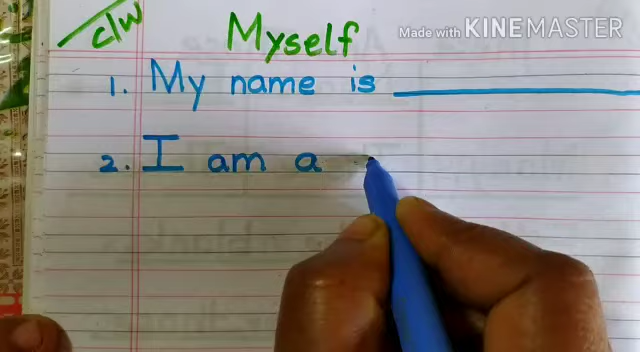 c/w
Myself
Made with KINEMASTER
1. My name is
2. I am a